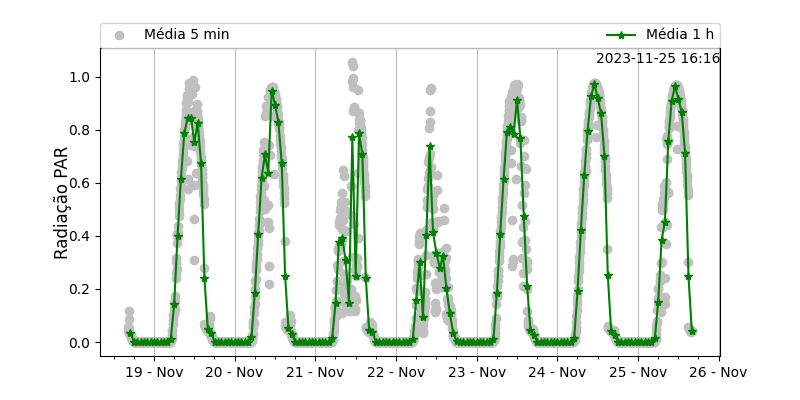 Média 5 min
Média 1 h
2023-11-25 16:16
Radiação PAR
1.0
0.8
0.6
0.4
0.2
0.0
19 - Nov
20 - Nov
21 - Nov
22 - Nov
23 - Nov
24 - Nov
25 - Nov
26 - Nov